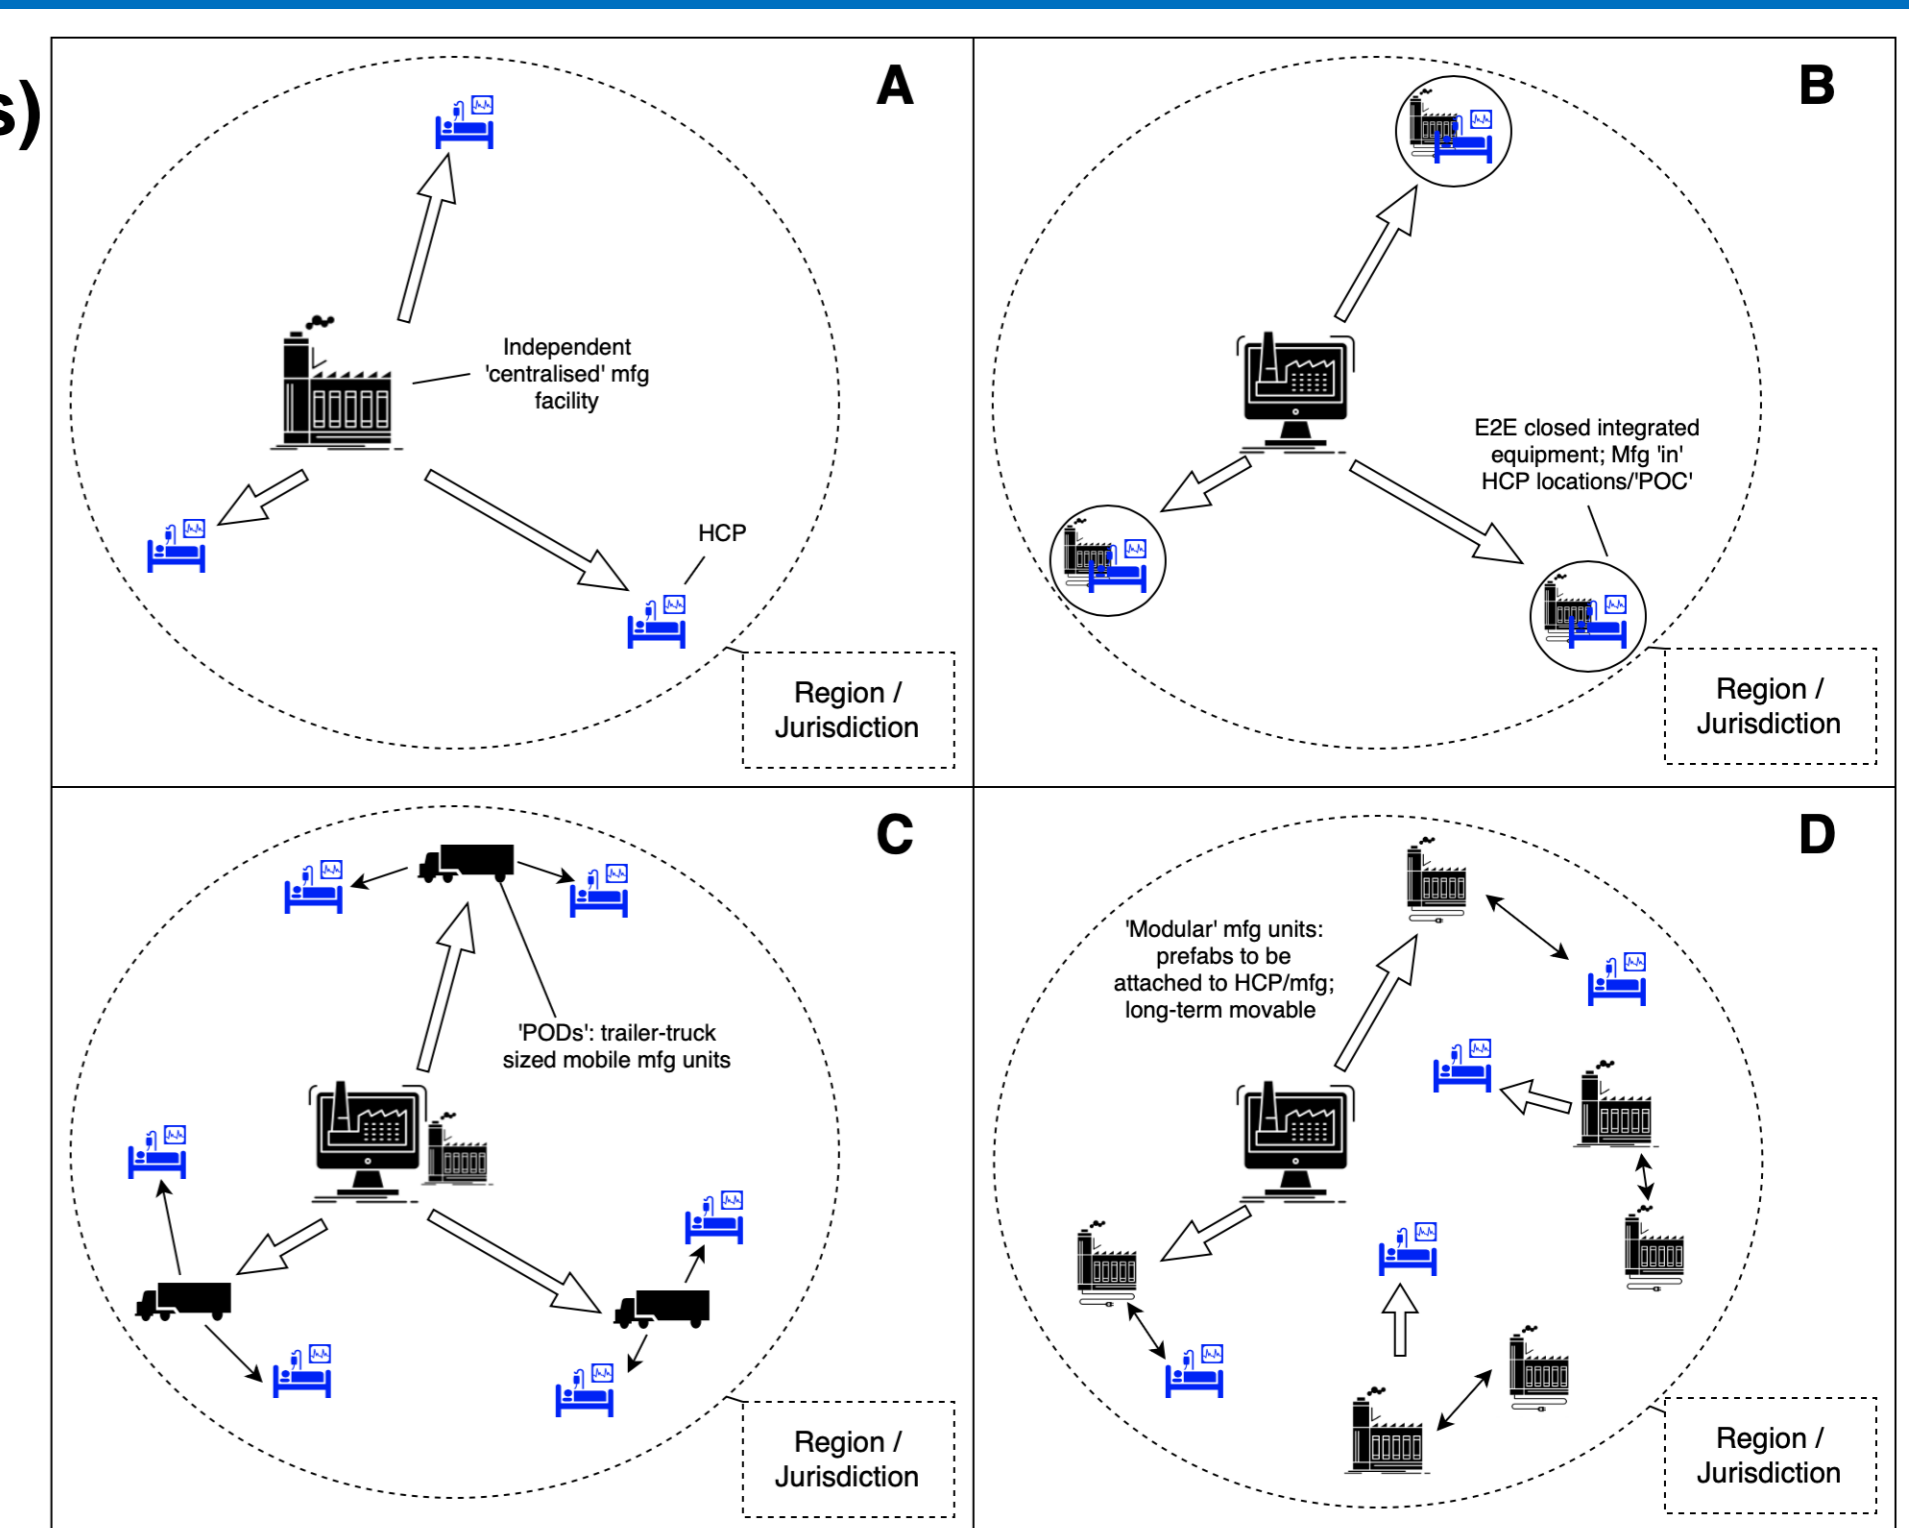 s)
A
Independent
'centralised' mfg
facility
HCP
Region /
Jurisdiction
B
E2E closed integrated
equipment; Mfg 'in'
HCP locations/'POC'
Region /
Jurisdiction
C
'PODs': trailer-truck
sized mobile mfg units
Region /
Jurisdiction
D
'Modular' mfg units:
prefabs to be
attached to HCP/mfg;
long-term movable
Region /
Jurisdiction